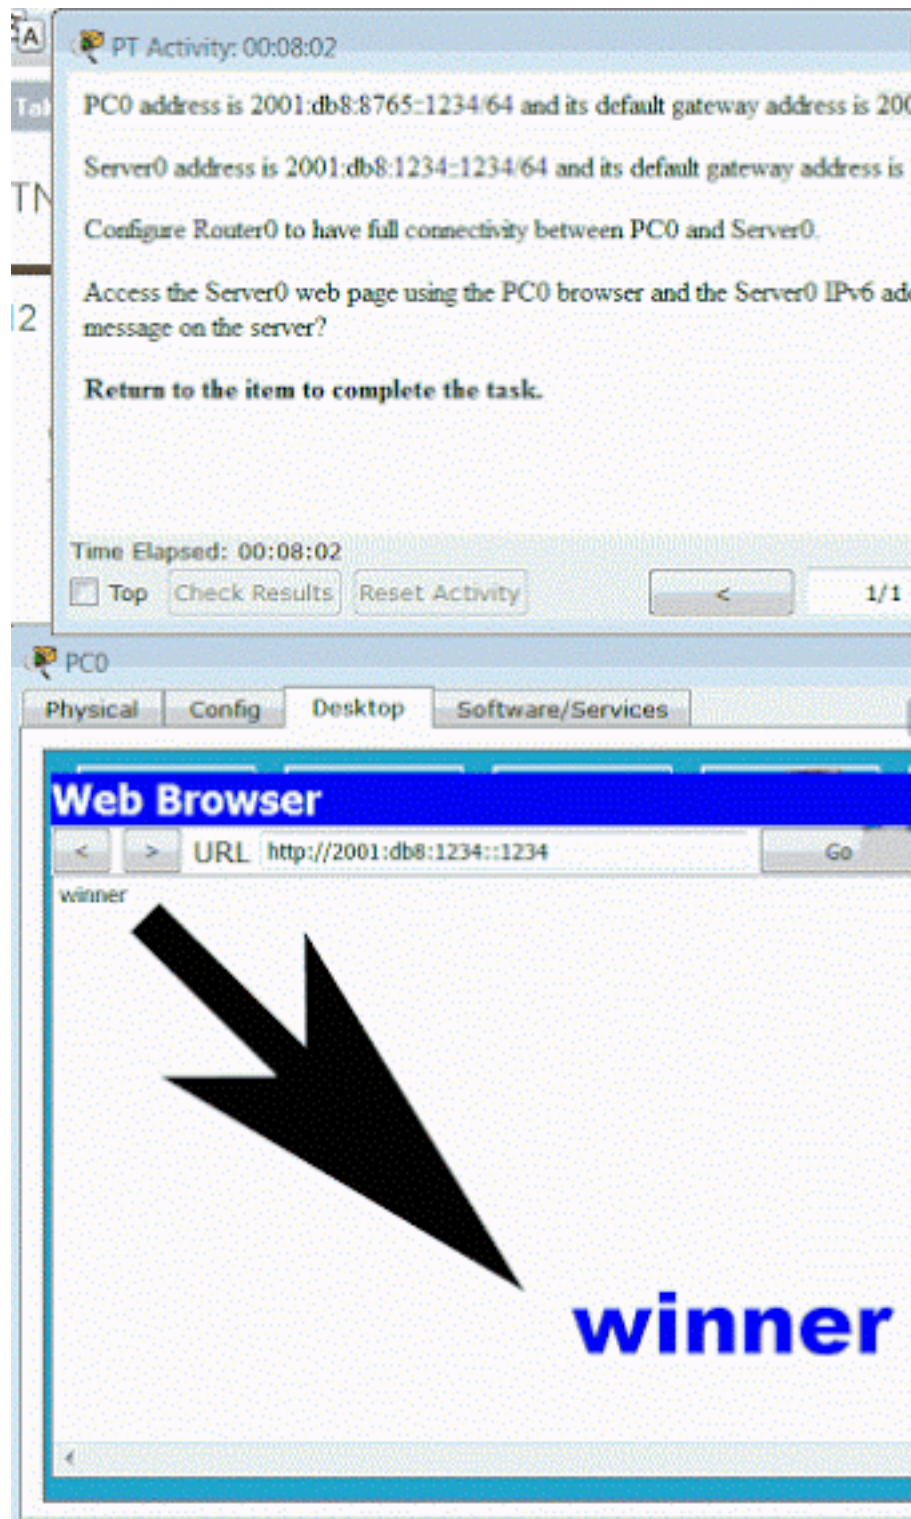 A
PT Activity: 00:08:02
Tab
PC0 address is 2001:db8:8765::1234/64 and its default gateway address is 200
Server0 address is 2001:db8:1234::1234/64 and its default gateway address is
TN
Configure Router0 to have full connectivity between PC0 and Server0.
Access the Server0 web page using the PC0 browser and the Server0 IPv6 add
12
message on the server?
Return to the item to complete the task.
Time Elapsed: 00:08:02
Top Check Results Reset Activity < 1/1
PC0
Physical Config Desktop Software/Services
Web Browser
< > URL http://2001:db8:1234::1234 Go
winner
winner